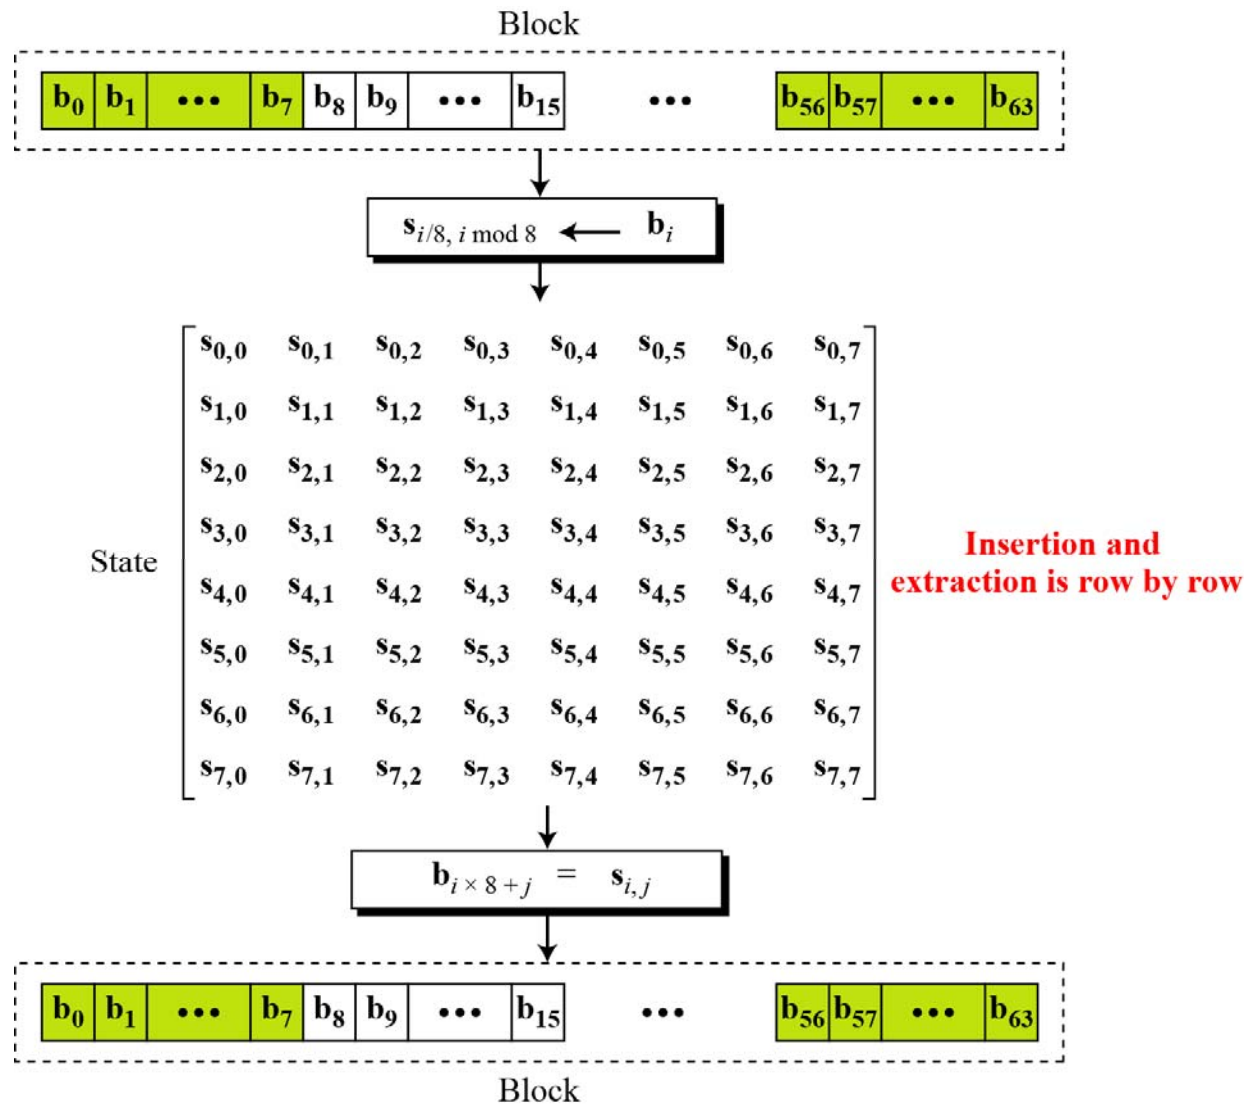 Block
b0 b1 ••• b7 b8 b9 ••• b15 ••• b56 b57 ••• b63
s i/8, i mod 8 ← b i
s0,0 s0,1 s0,2 s0,3 s0,4 s0,5 s0,6 s0,7
s1,0 s1,1 s1,2 s1,3 s1,4 s1,5 s1,6 s1,7
s2,0 s2,1 s2,2 s2,3 s2,4 s2,5 s2,6 s2,7
s3,0 s3,1 s3,2 s3,3 s3,4 s3,5 s3,6 s3,7
State
Insertion and
extraction is row by row
s4,0 s4,1 s4,2 s4,3 s4,4 s4,5 s4,6 s4,7
s5,0 s5,1 s5,2 s5,3 s5,4 s5,5 s5,6 s5,7
s6,0 s6,1 s6,2 s6,3 s6,4 s6,5 s6,6 s6,7
s7,0 s7,1 s7,2 s7,3 s7,4 s7,5 s7,6 s7,7
b i × 8 + j = s i, j
b0 b1 ••• b7 b8 b9 ••• b15 ••• b56 b57 ••• b63
Block